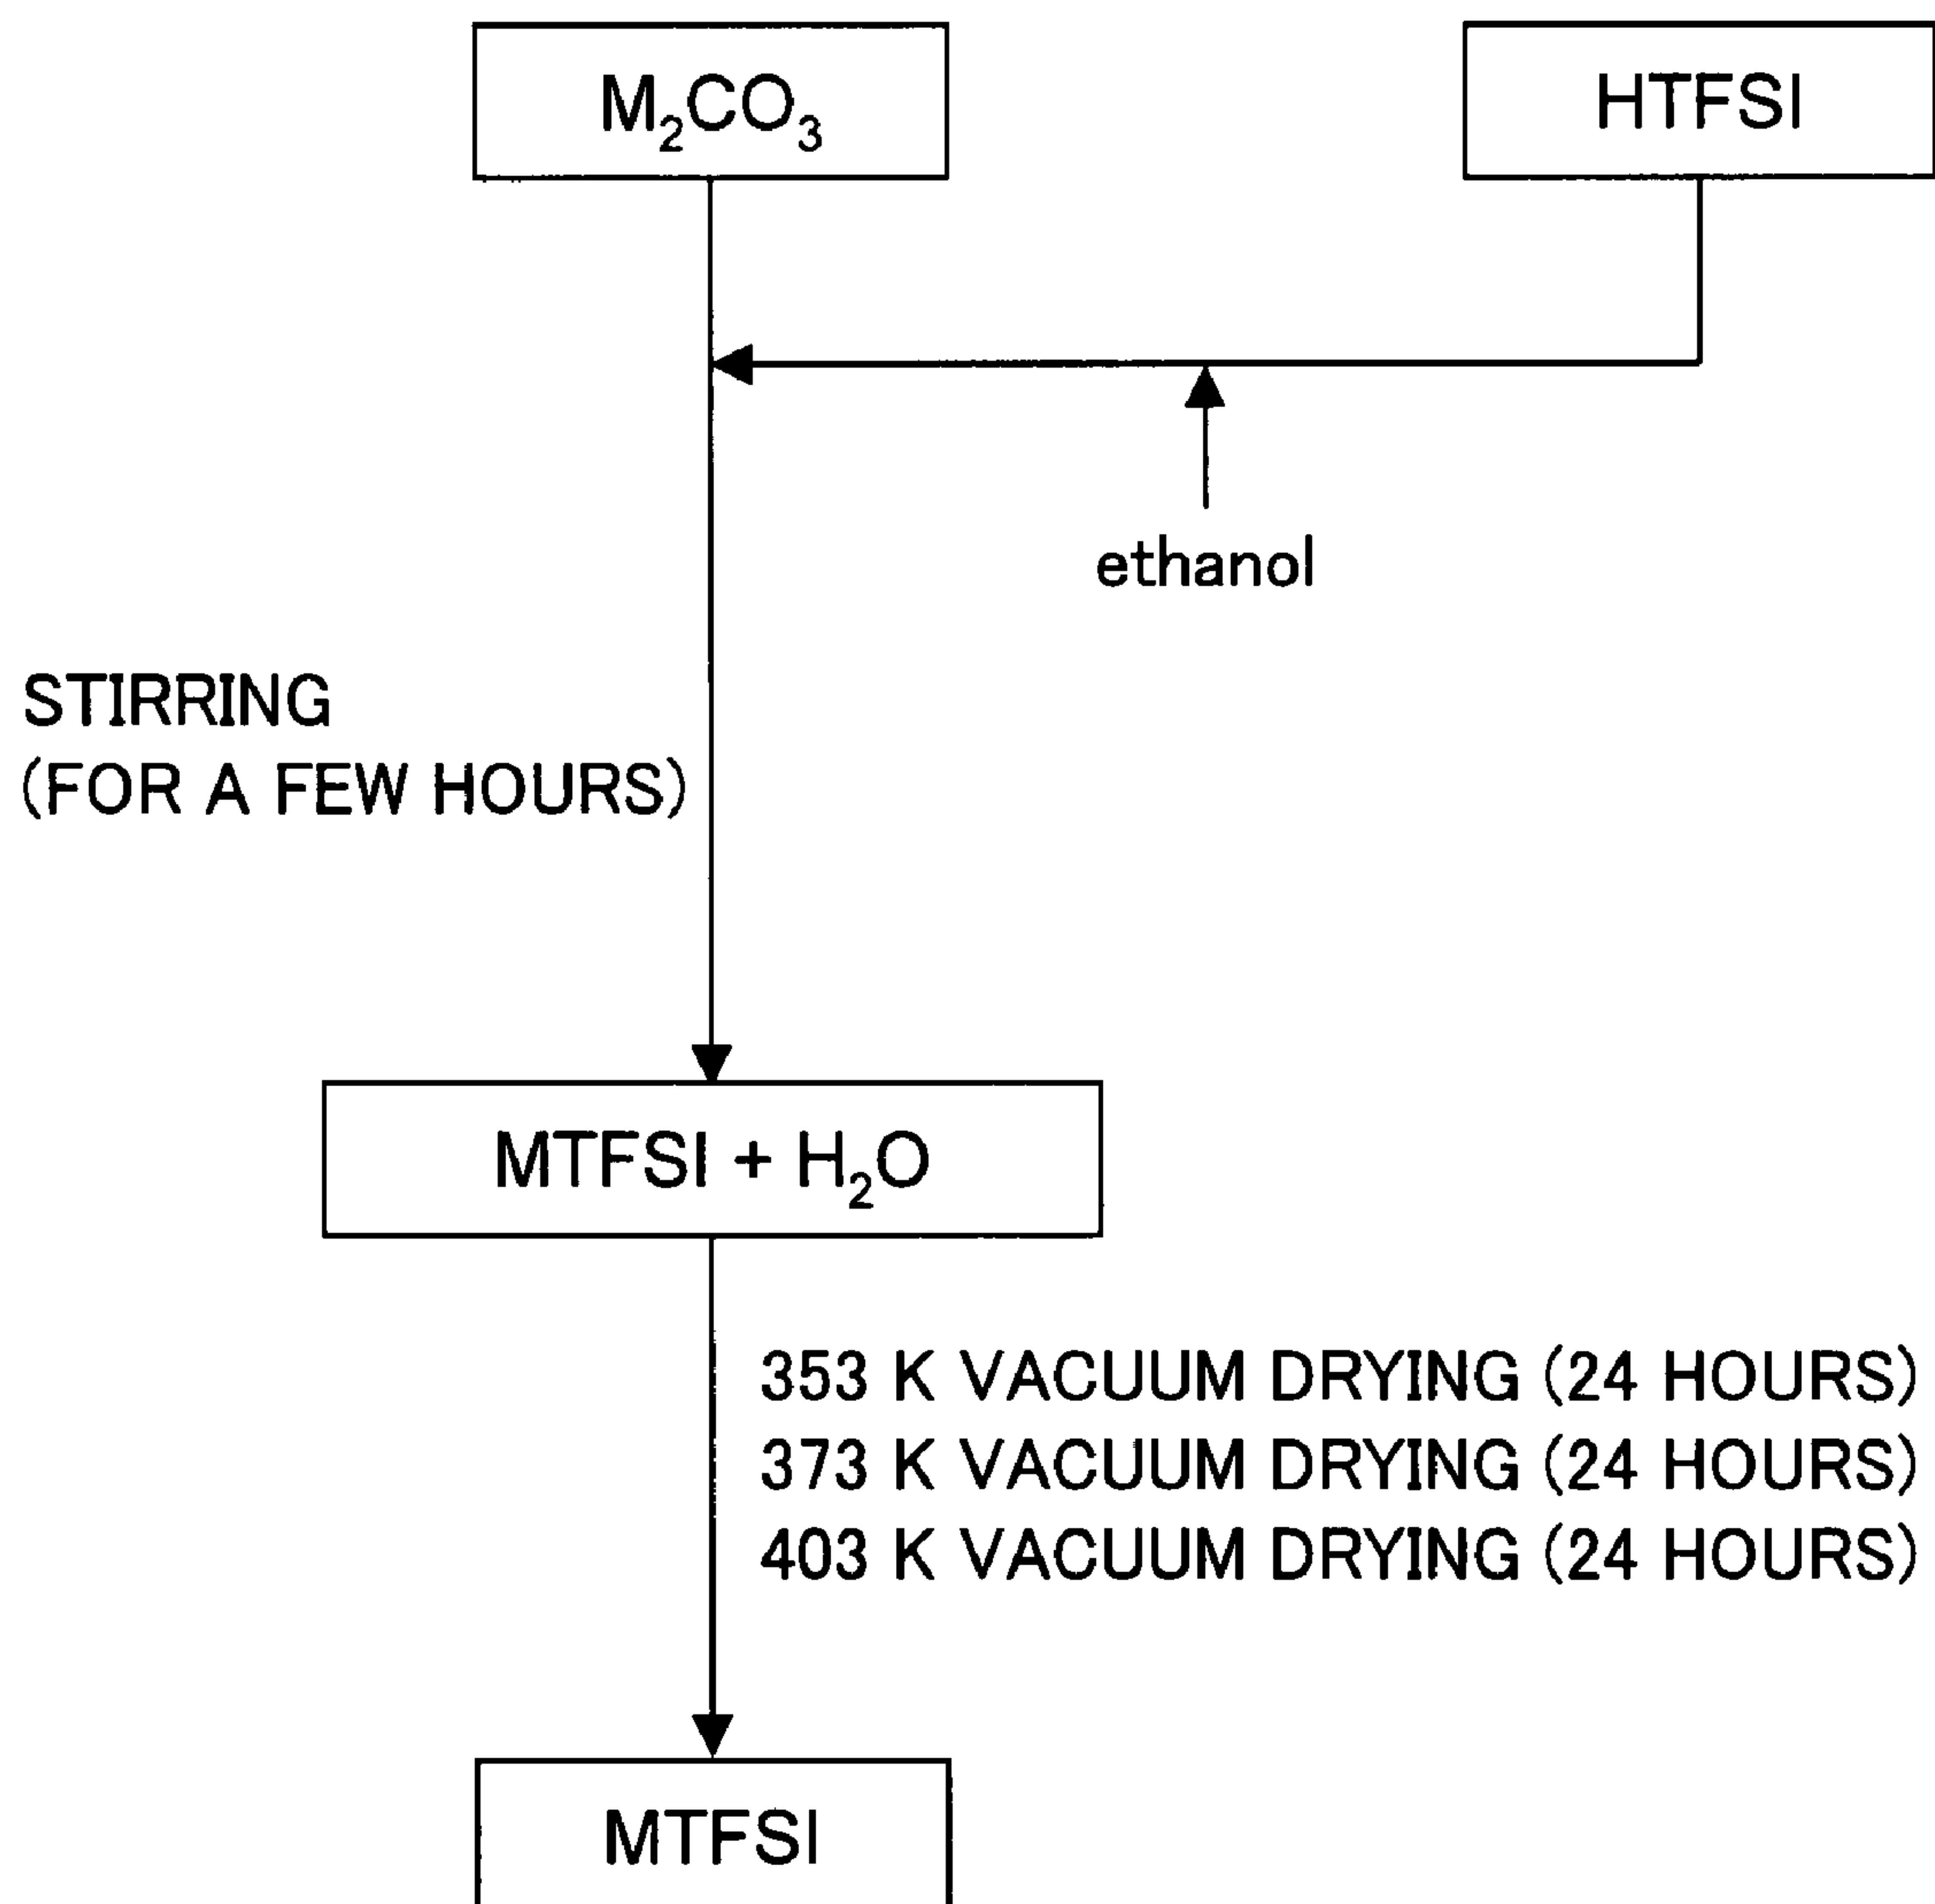 M₂CO₃
HTFSI
ethanol
STIRRING
(FOR A FEW HOURS)
MTFSI + H₂O
353 K VACUUM DRYING (24 HOURS)
373 K VACUUM DRYING (24 HOURS)
403 K VACUUM DRYING (24 HOURS)
MTFSI